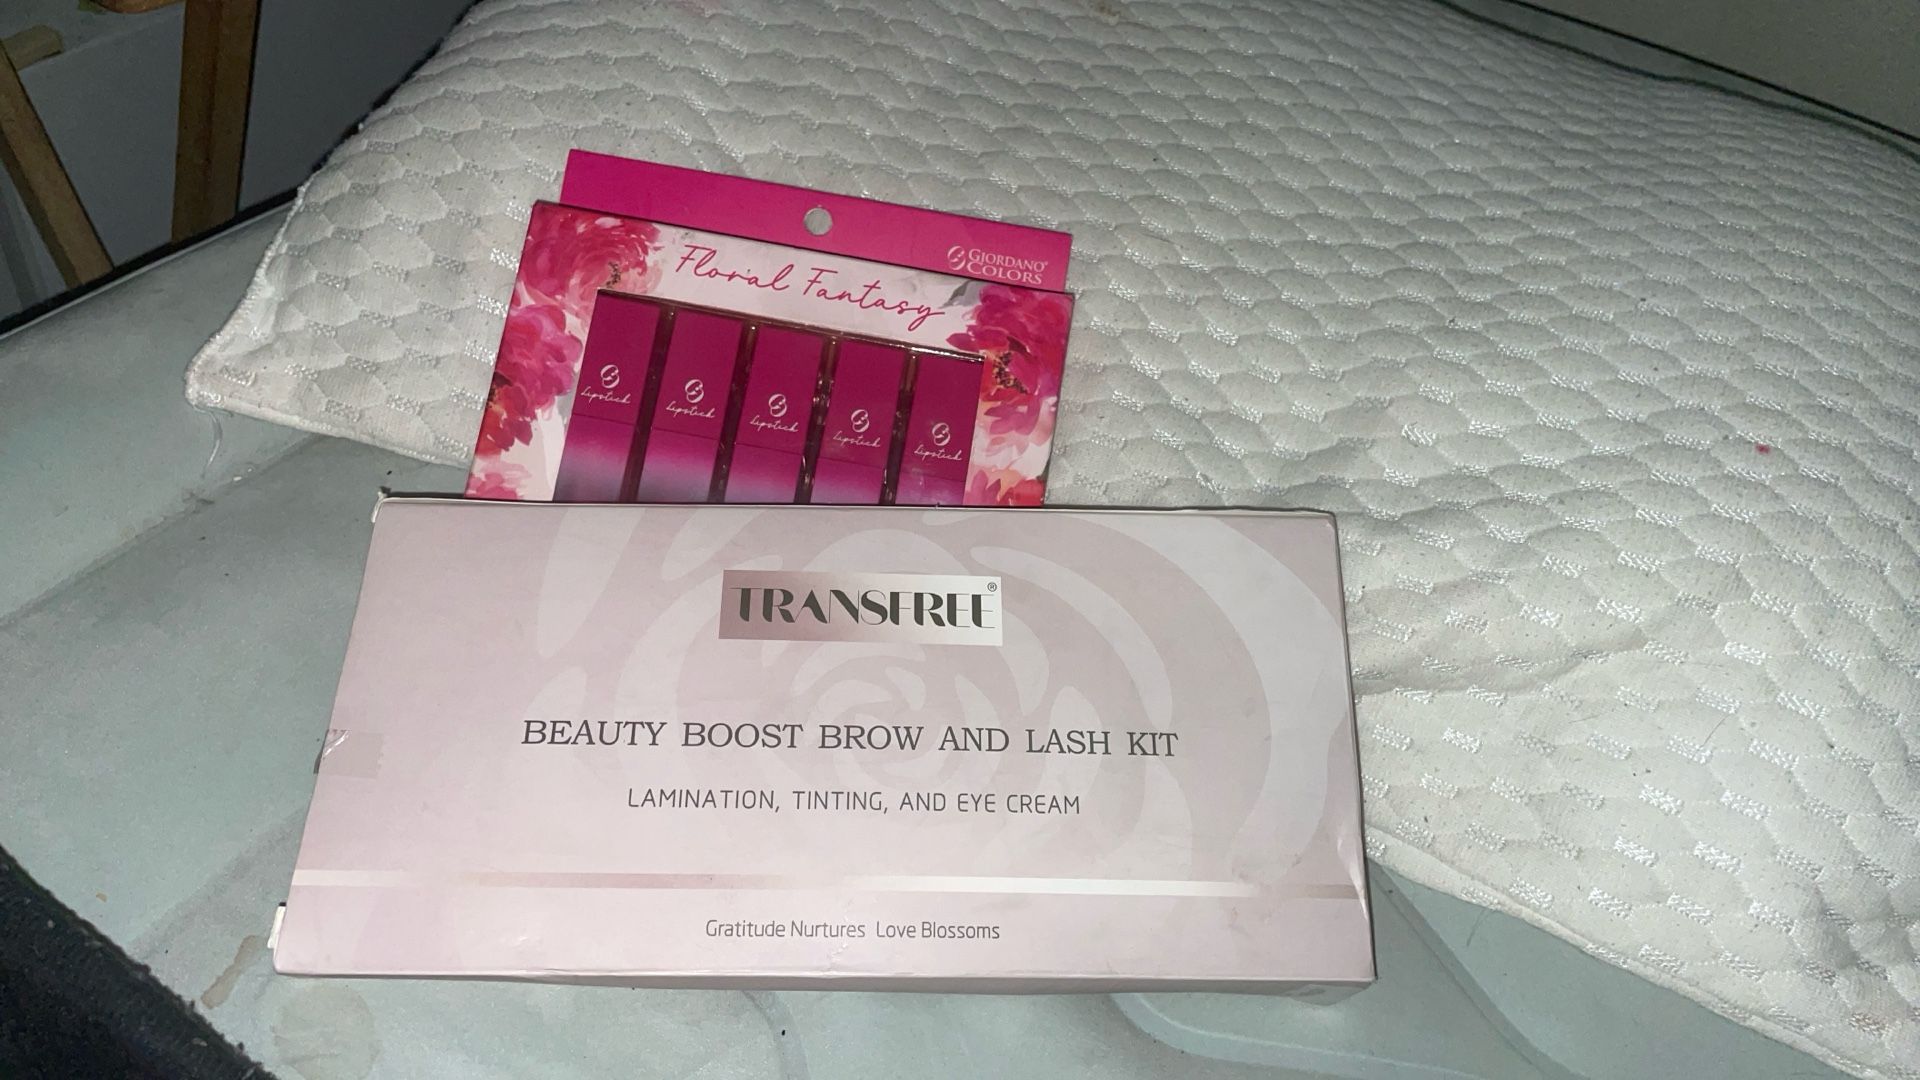 GIORDANO®
COLORS
Floral Fantasy
Lipstick
Lipstick
Lipstick
Lipstick
Lipstick
TRANSFREE®
BEAUTY BOOST BROW AND LASH KIT
LAMINATION, TINTING, AND EYE CREAM
Gratitude Nurtures Love Blossoms